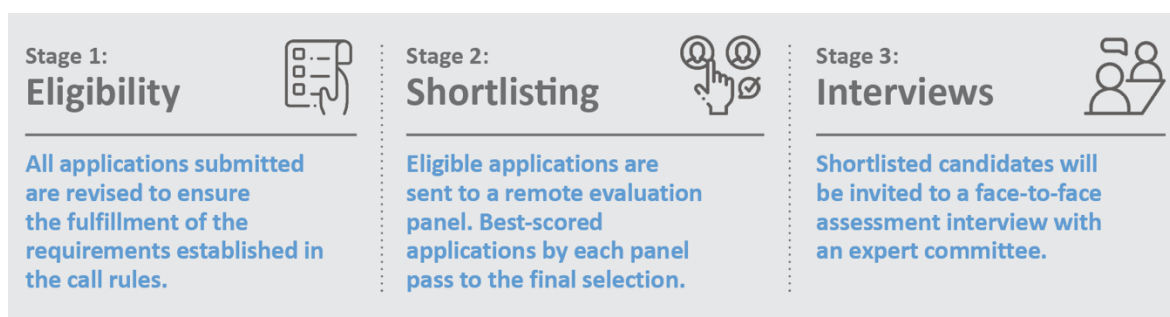 Stage 1:
Eligibility
All applications submitted
are revised to ensure
the fulfillment of the
requirements established in
the call rules.
Stage 2:
Shortlisting
Eligible applications are
sent to a remote evaluation
panel. Best-scored
applications by each panel
pass to the final selection.
Stage 3:
Interviews
Shortlisted candidates will
be invited to a face-to-face
assessment interview with
an expert committee.